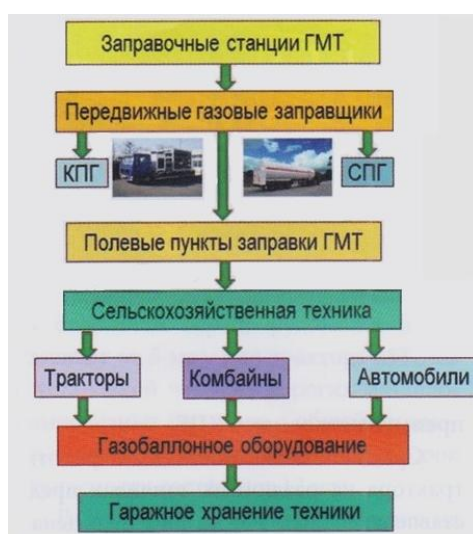 Заправочные станции ГМТ
Передвижные газовые заправщики
КПГ
СПГ
Полевые пункты заправки ГМТ
Сельскохозяйственная техника
Тракторы
Комбайны
Автомобили
Газобаллонное оборудование
Гаражное хранение техники